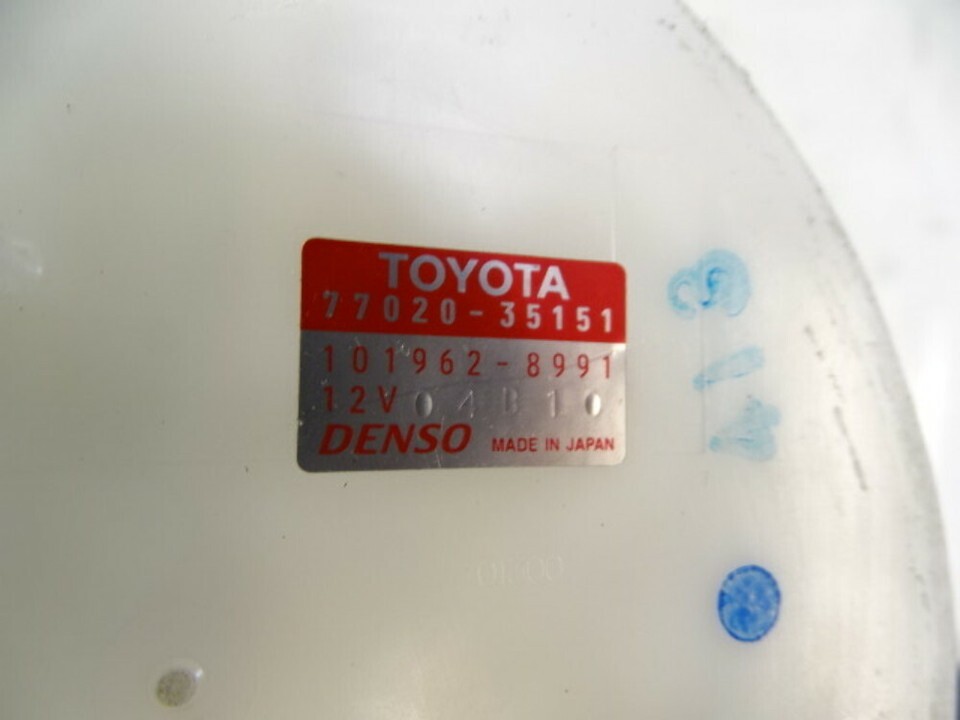 TOYOTA
77020-35151
101962-8991
12V 04B10
DENSO MADE IN JAPAN